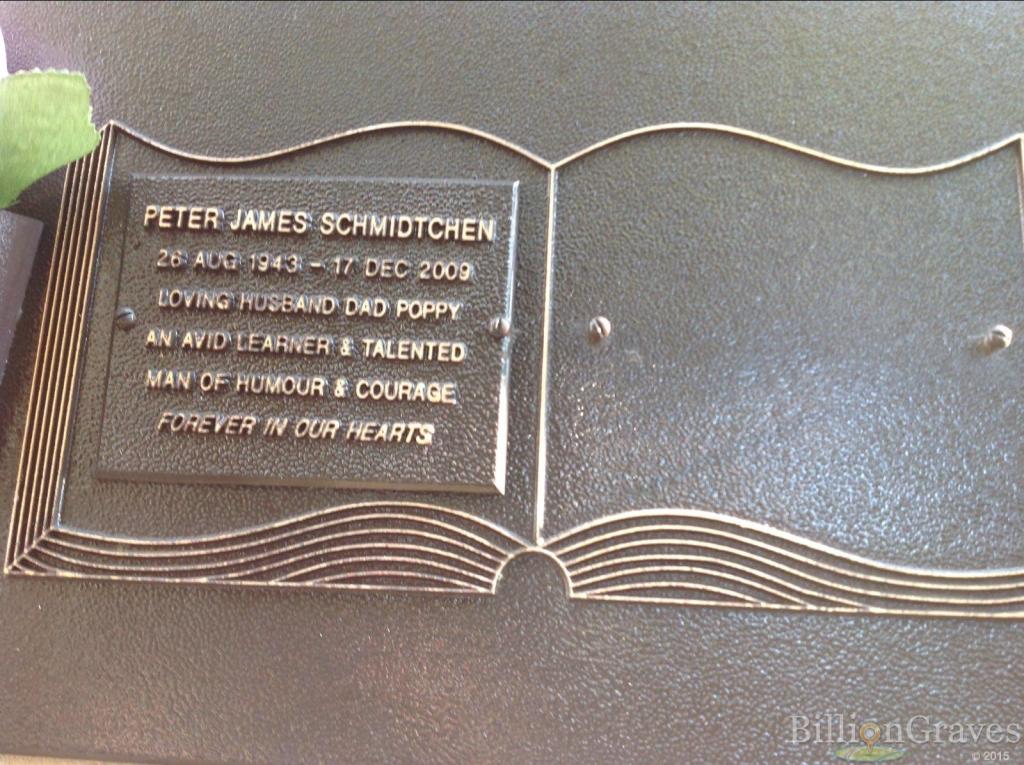 PETER JAMES SCHMIDTCHEN
26 AUG 1943 - 17 DEC 2009
LOVING HUSBAND DAD POPPY
AN AVID LEARNER & TALENTED
MAN OF HUMOUR & COURAGE
FOREVER IN OUR HEARTS
BillionGraves
© 2015